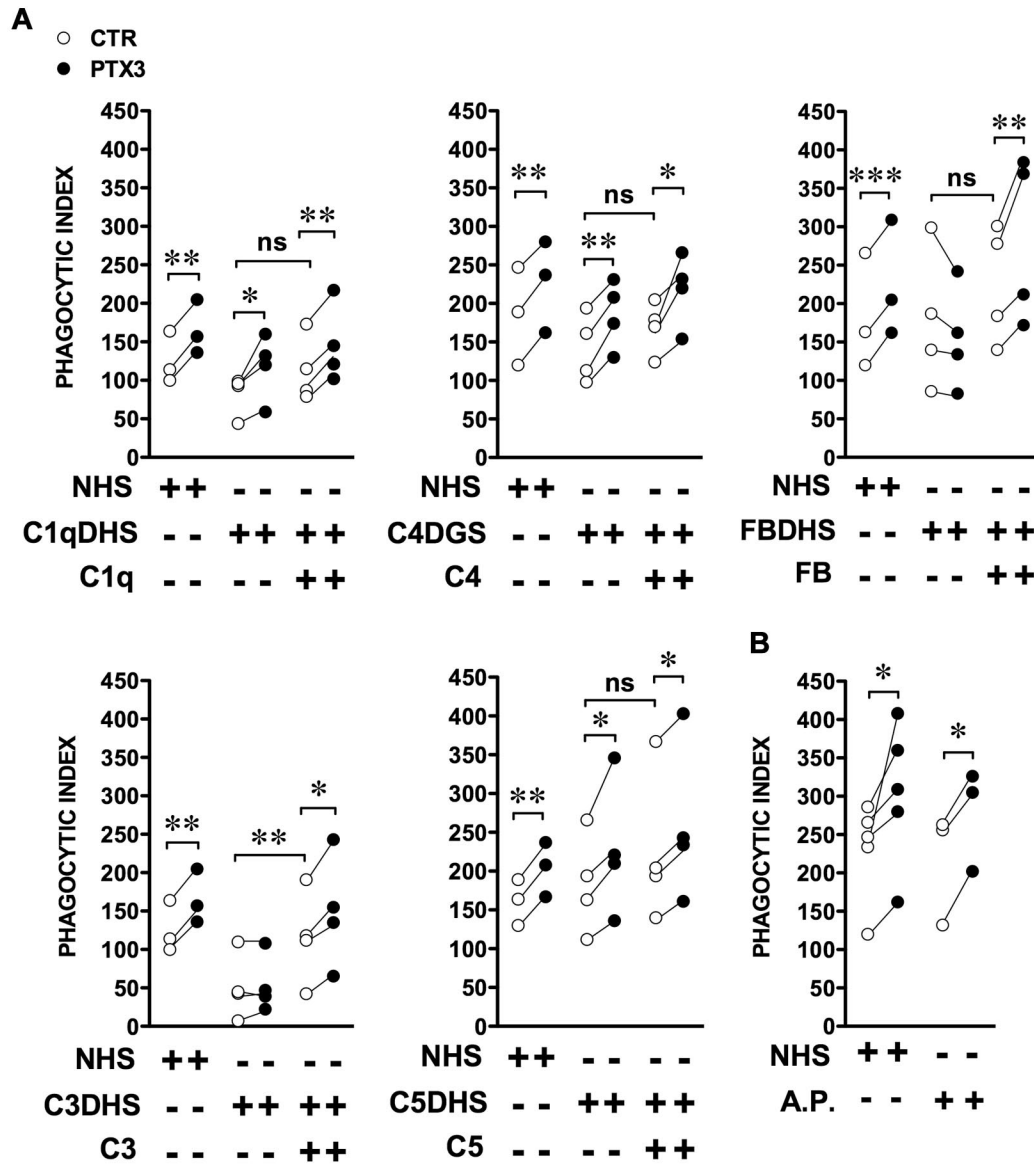 A
CTR
PTX3
PHAGOCYTIC INDEX
450
400
350
300
250
200
150
100
50
0
** * ns **
NHS ++ -- --
C1qDHS -- ++ ++
C1q -- -- ++
450
400
350
300
250
200
150
100
50
0
** ns ** *
NHS ++ -- --
C4DGS -- ++ ++
C4 -- -- ++
450
400
350
300
250
200
150
100
50
0
*** ns **
NHS ++ -- --
FBDHS -- ++ ++
FB -- -- ++
PHAGOCYTIC INDEX
450
400
350
300
250
200
150
100
50
0
** ** *
NHS ++ -- --
C3DHS -- ++ ++
C3 -- -- ++
450
400
350
300
250
200
150
100
50
0
** ns * *
NHS ++ -- --
C5DHS -- ++ ++
C5 -- -- ++
B
PHAGOCYTIC INDEX
450
400
350
300
250
200
150
100
50
0
* *
NHS ++ --
A.P. -- ++